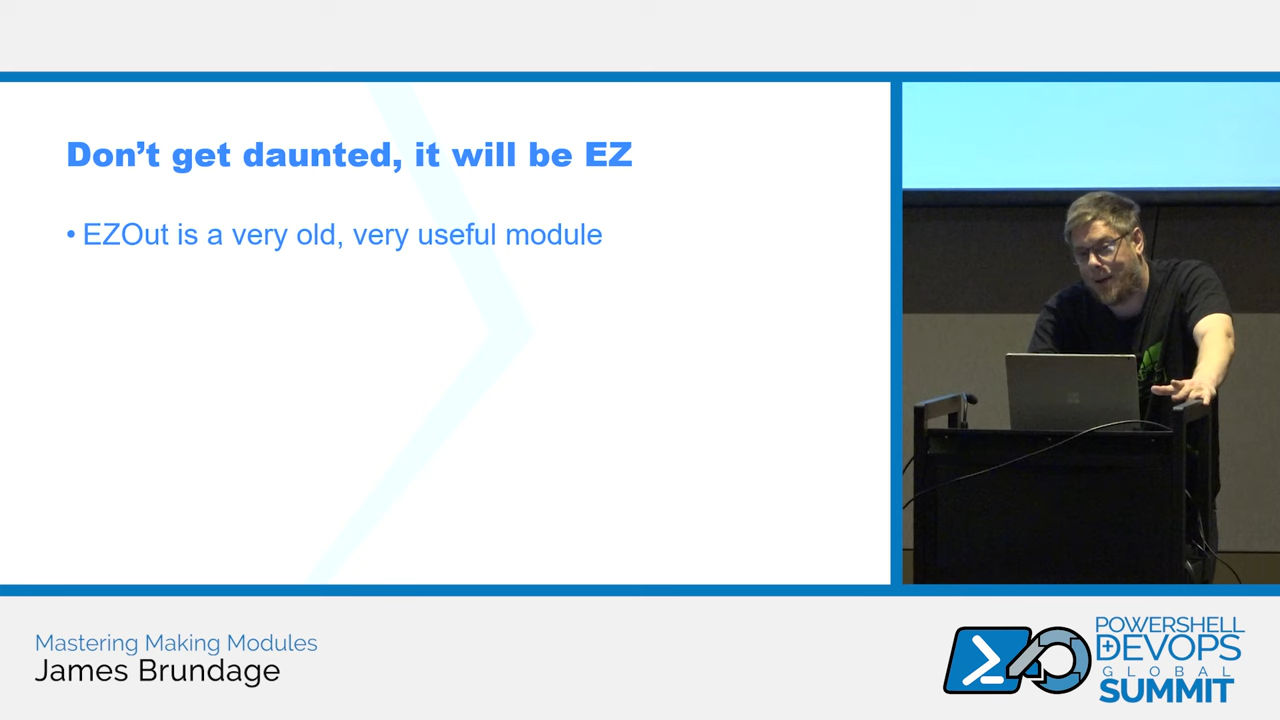 Don’t get daunted, it will be EZ
• EZOut is a very old, very useful module
Mastering Making Modules
James Brundage
POWERSHELL
DEVOPS
GLOBAL
SUMMIT